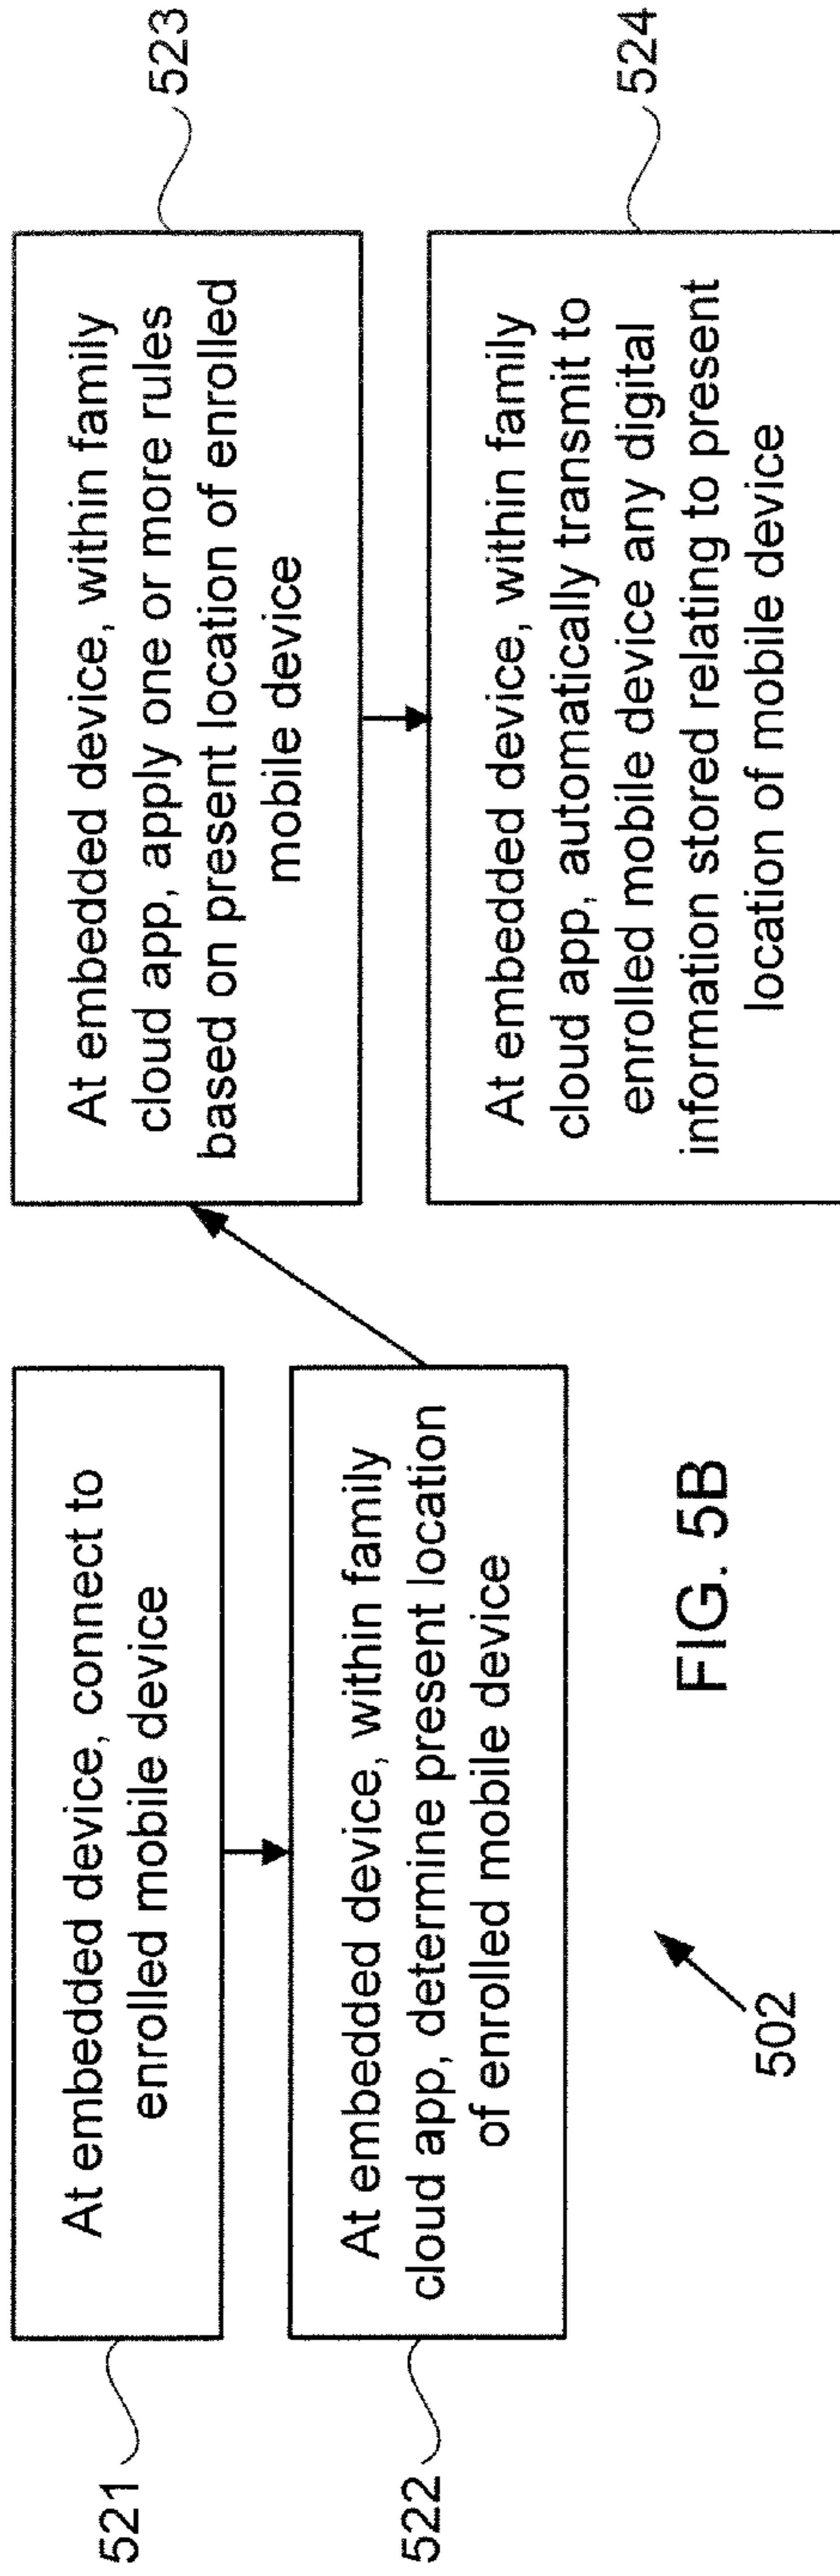 521
At embedded device, connect to
enrolled mobile device
522
At embedded device, within family
cloud app, determine present location
of enrolled mobile device
At embedded device, within family
cloud app, apply one or more rules
based on present location of enrolled
mobile device
523
At embedded device, within family
cloud app, automatically transmit to
enrolled mobile device any digital
information stored relating to present
location of mobile device
524
502
FIG. 5B